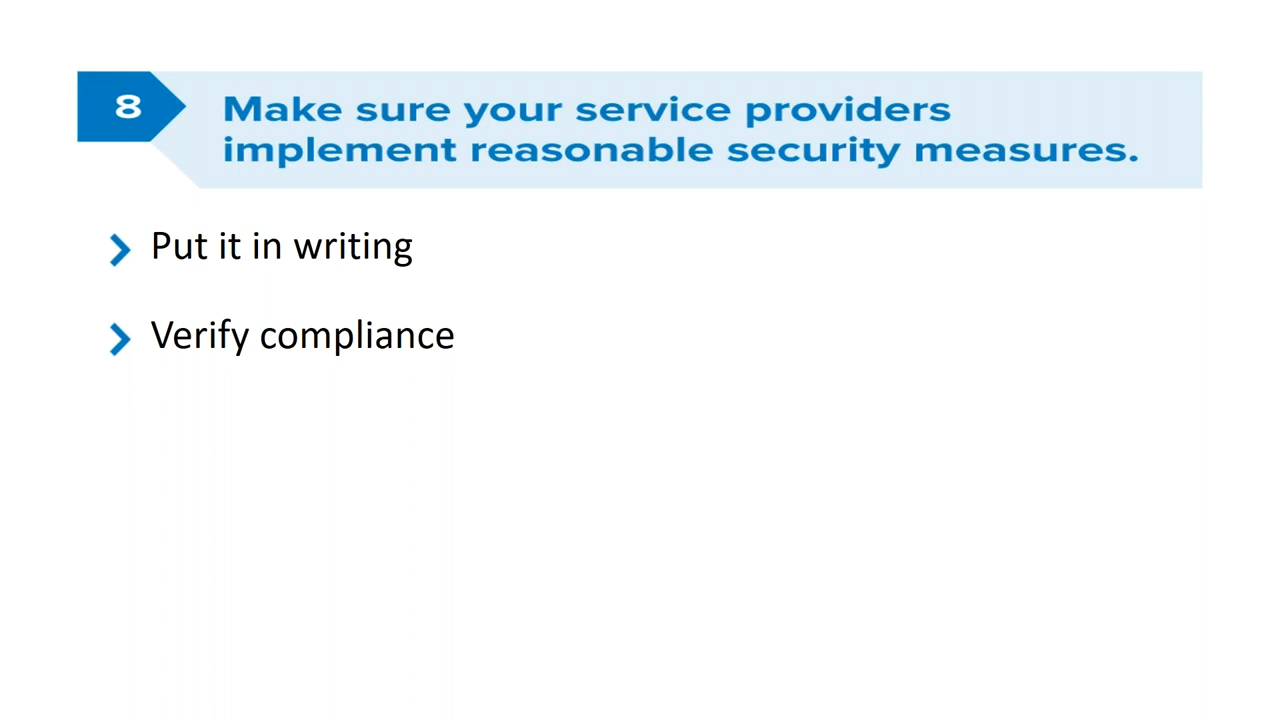 8
Make sure your service providers
implement reasonable security measures.
Put it in writing
Verify compliance